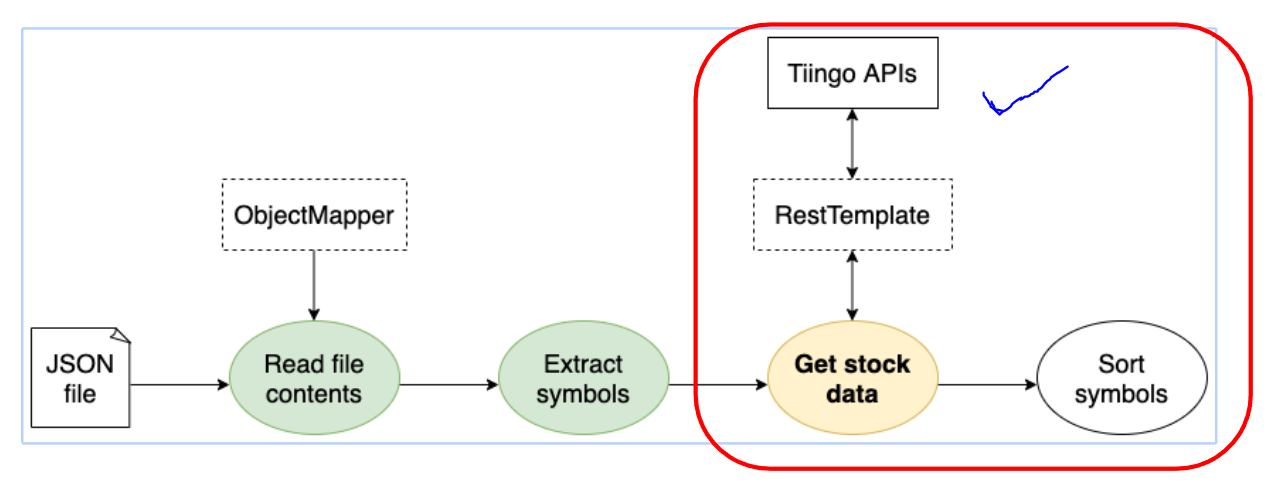 Tiingo APIs
ObjectMapper
RestTemplate
JSON
file
Read file
contents
Extract
symbols
Get stock
data
Sort
symbols